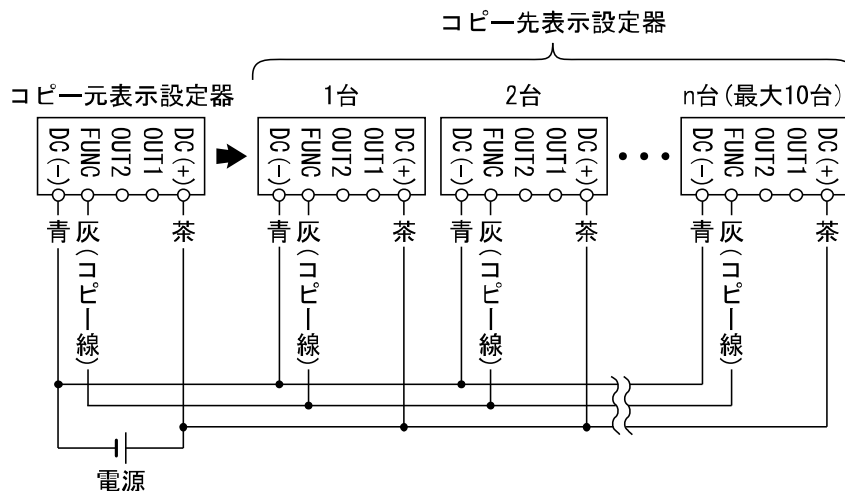 コピー先表示設定器
コピー元表示設定器
1台
2台
n台(最大10台)
DC(-) FUNC OUT2 OUT1 DC(+)
DC(-) FUNC OUT2 OUT1 DC(+)
DC(-) FUNC OUT2 OUT1 DC(+)
DC(-) FUNC OUT2 OUT1 DC(+)
青 灰(コピー線) 茶
青 灰(コピー線) 茶
青 灰(コピー線) 茶
青 灰(コピー線) 茶
電源